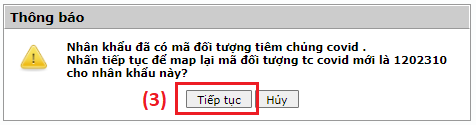 Thông báo
Nhân khẩu đã có mã đối tượng tiêm chủng covid .
Nhấn tiếp tục để map lại mã đối tượng tc covid mới là 1202310
cho nhân khẩu này?
(3) Tiếp tục Hủy